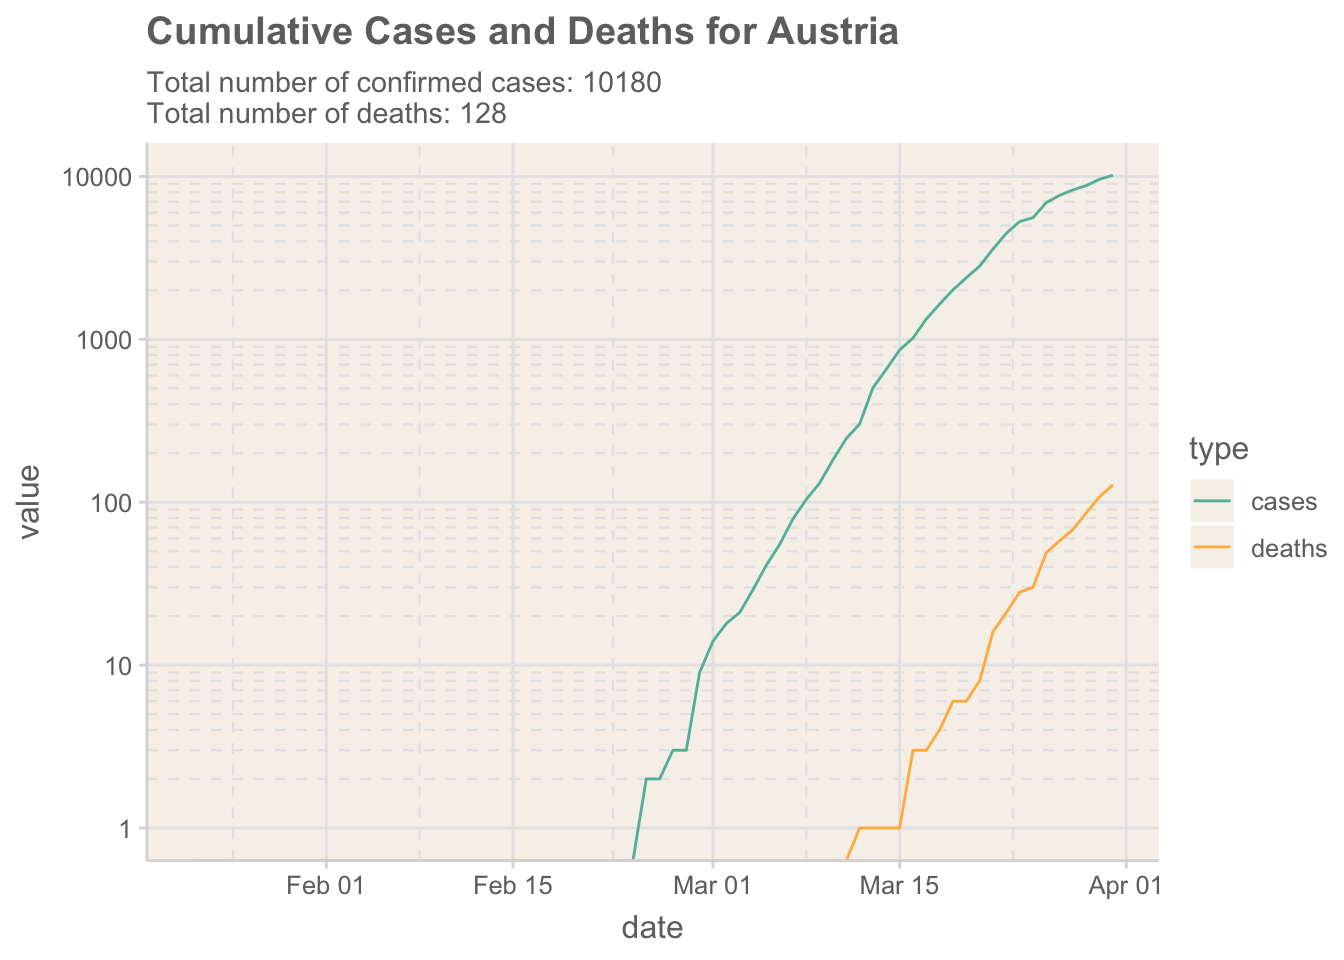 Cumulative Cases and Deaths for Austria
Total number of confirmed cases: 10180
Total number of deaths: 128
10000
1000
100
10
1
value
Feb 01
Feb 15
Mar 01
Mar 15
Apr 01
date
type
cases
deaths